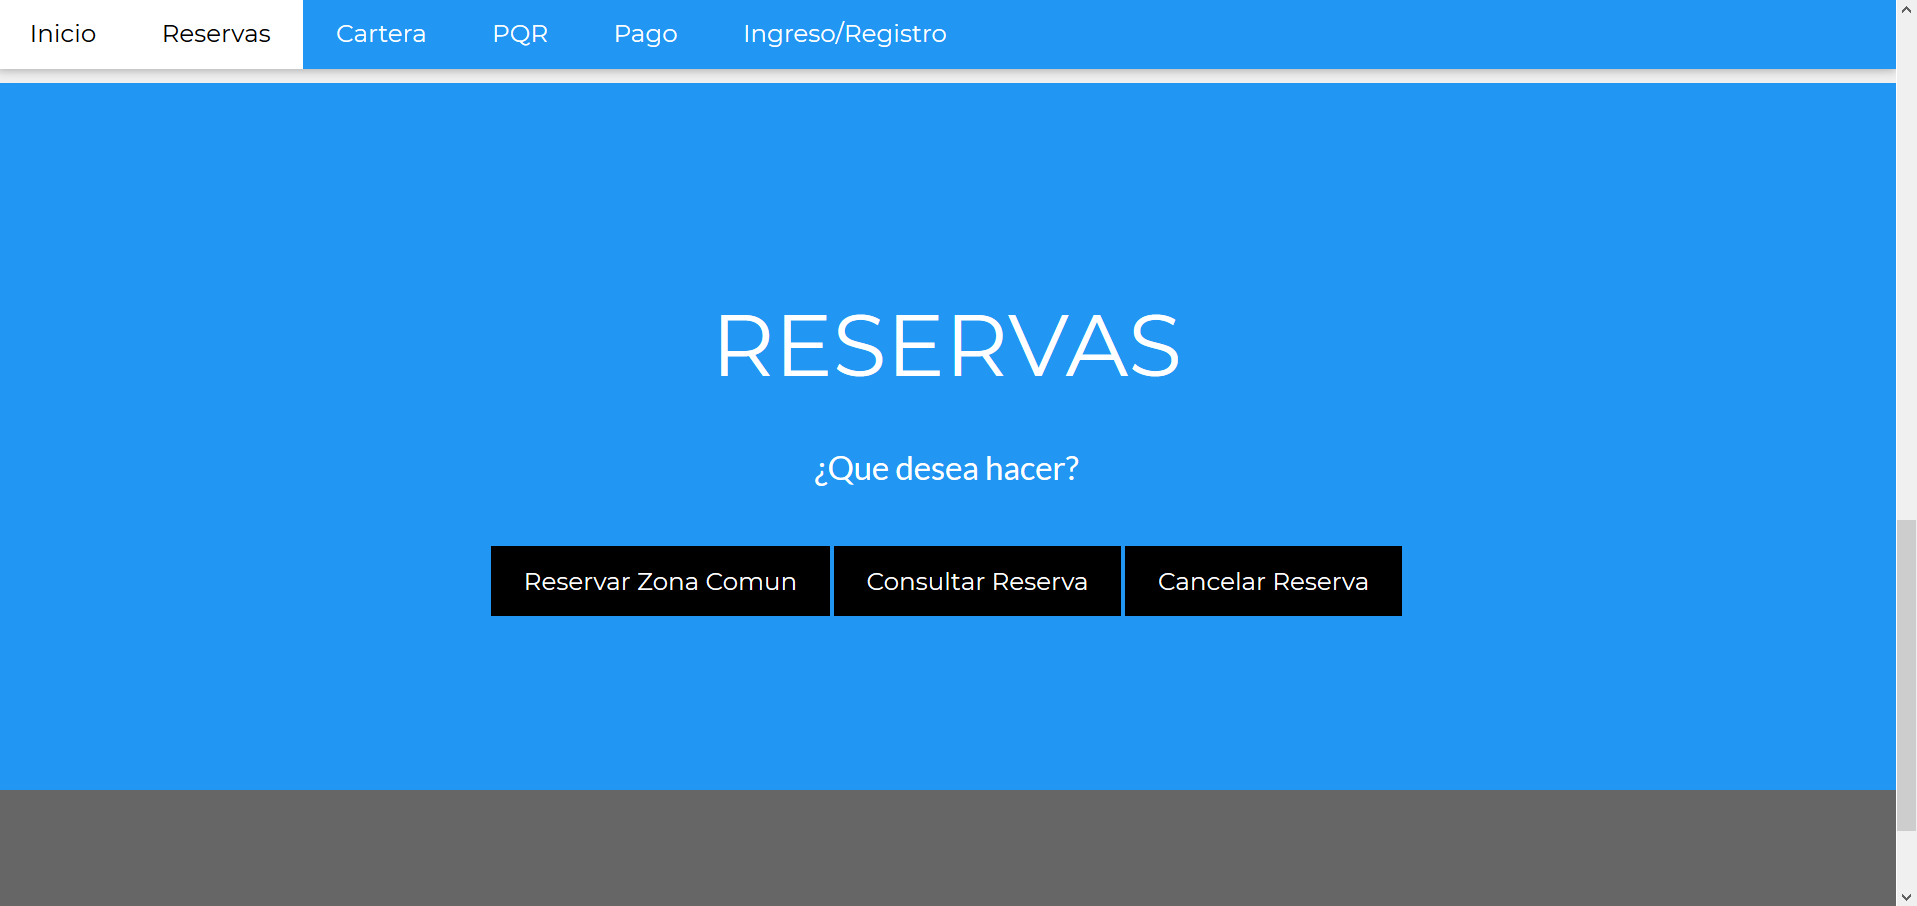 Inicio Reservas Cartera PQR Pago Ingreso/Registro
RESERVAS
¿Que desea hacer?
Reservar Zona Comun Consultar Reserva Cancelar Reserva